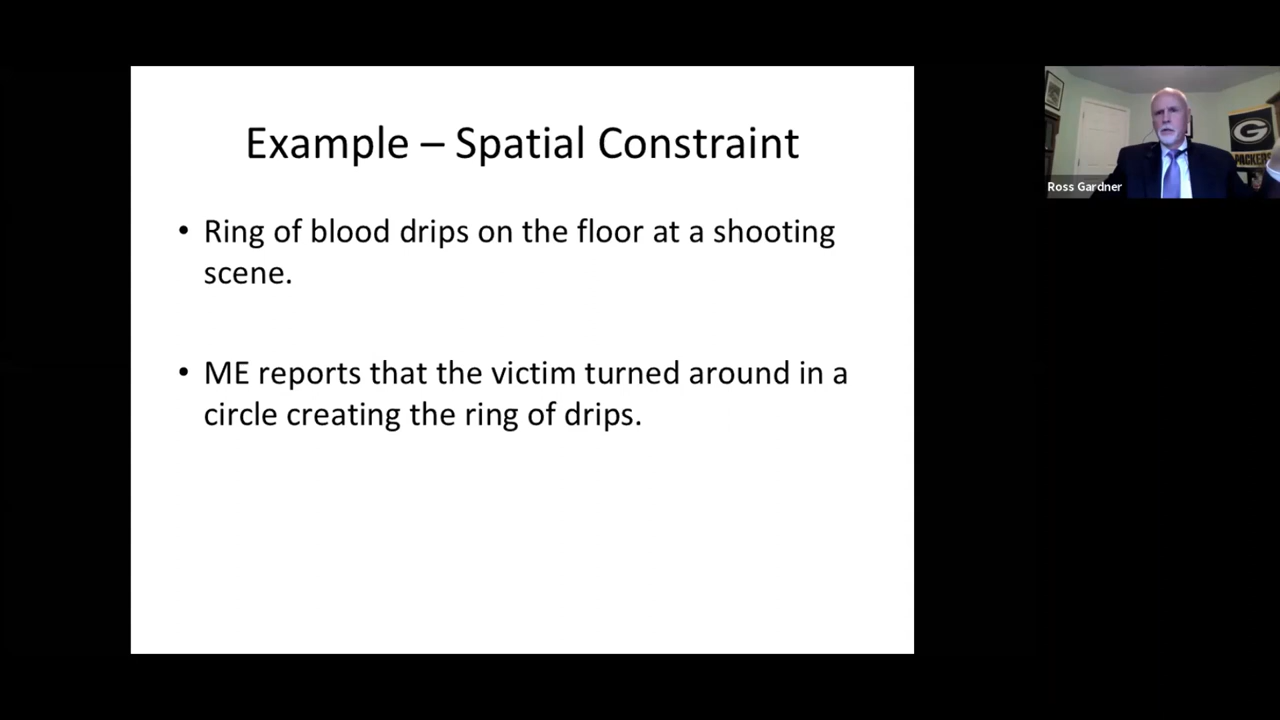 Example – Spatial Constraint
• Ring of blood drips on the floor at a shooting
scene.
• ME reports that the victim turned around in a
circle creating the ring of drips.
Ross Gardner
G
PACKERS